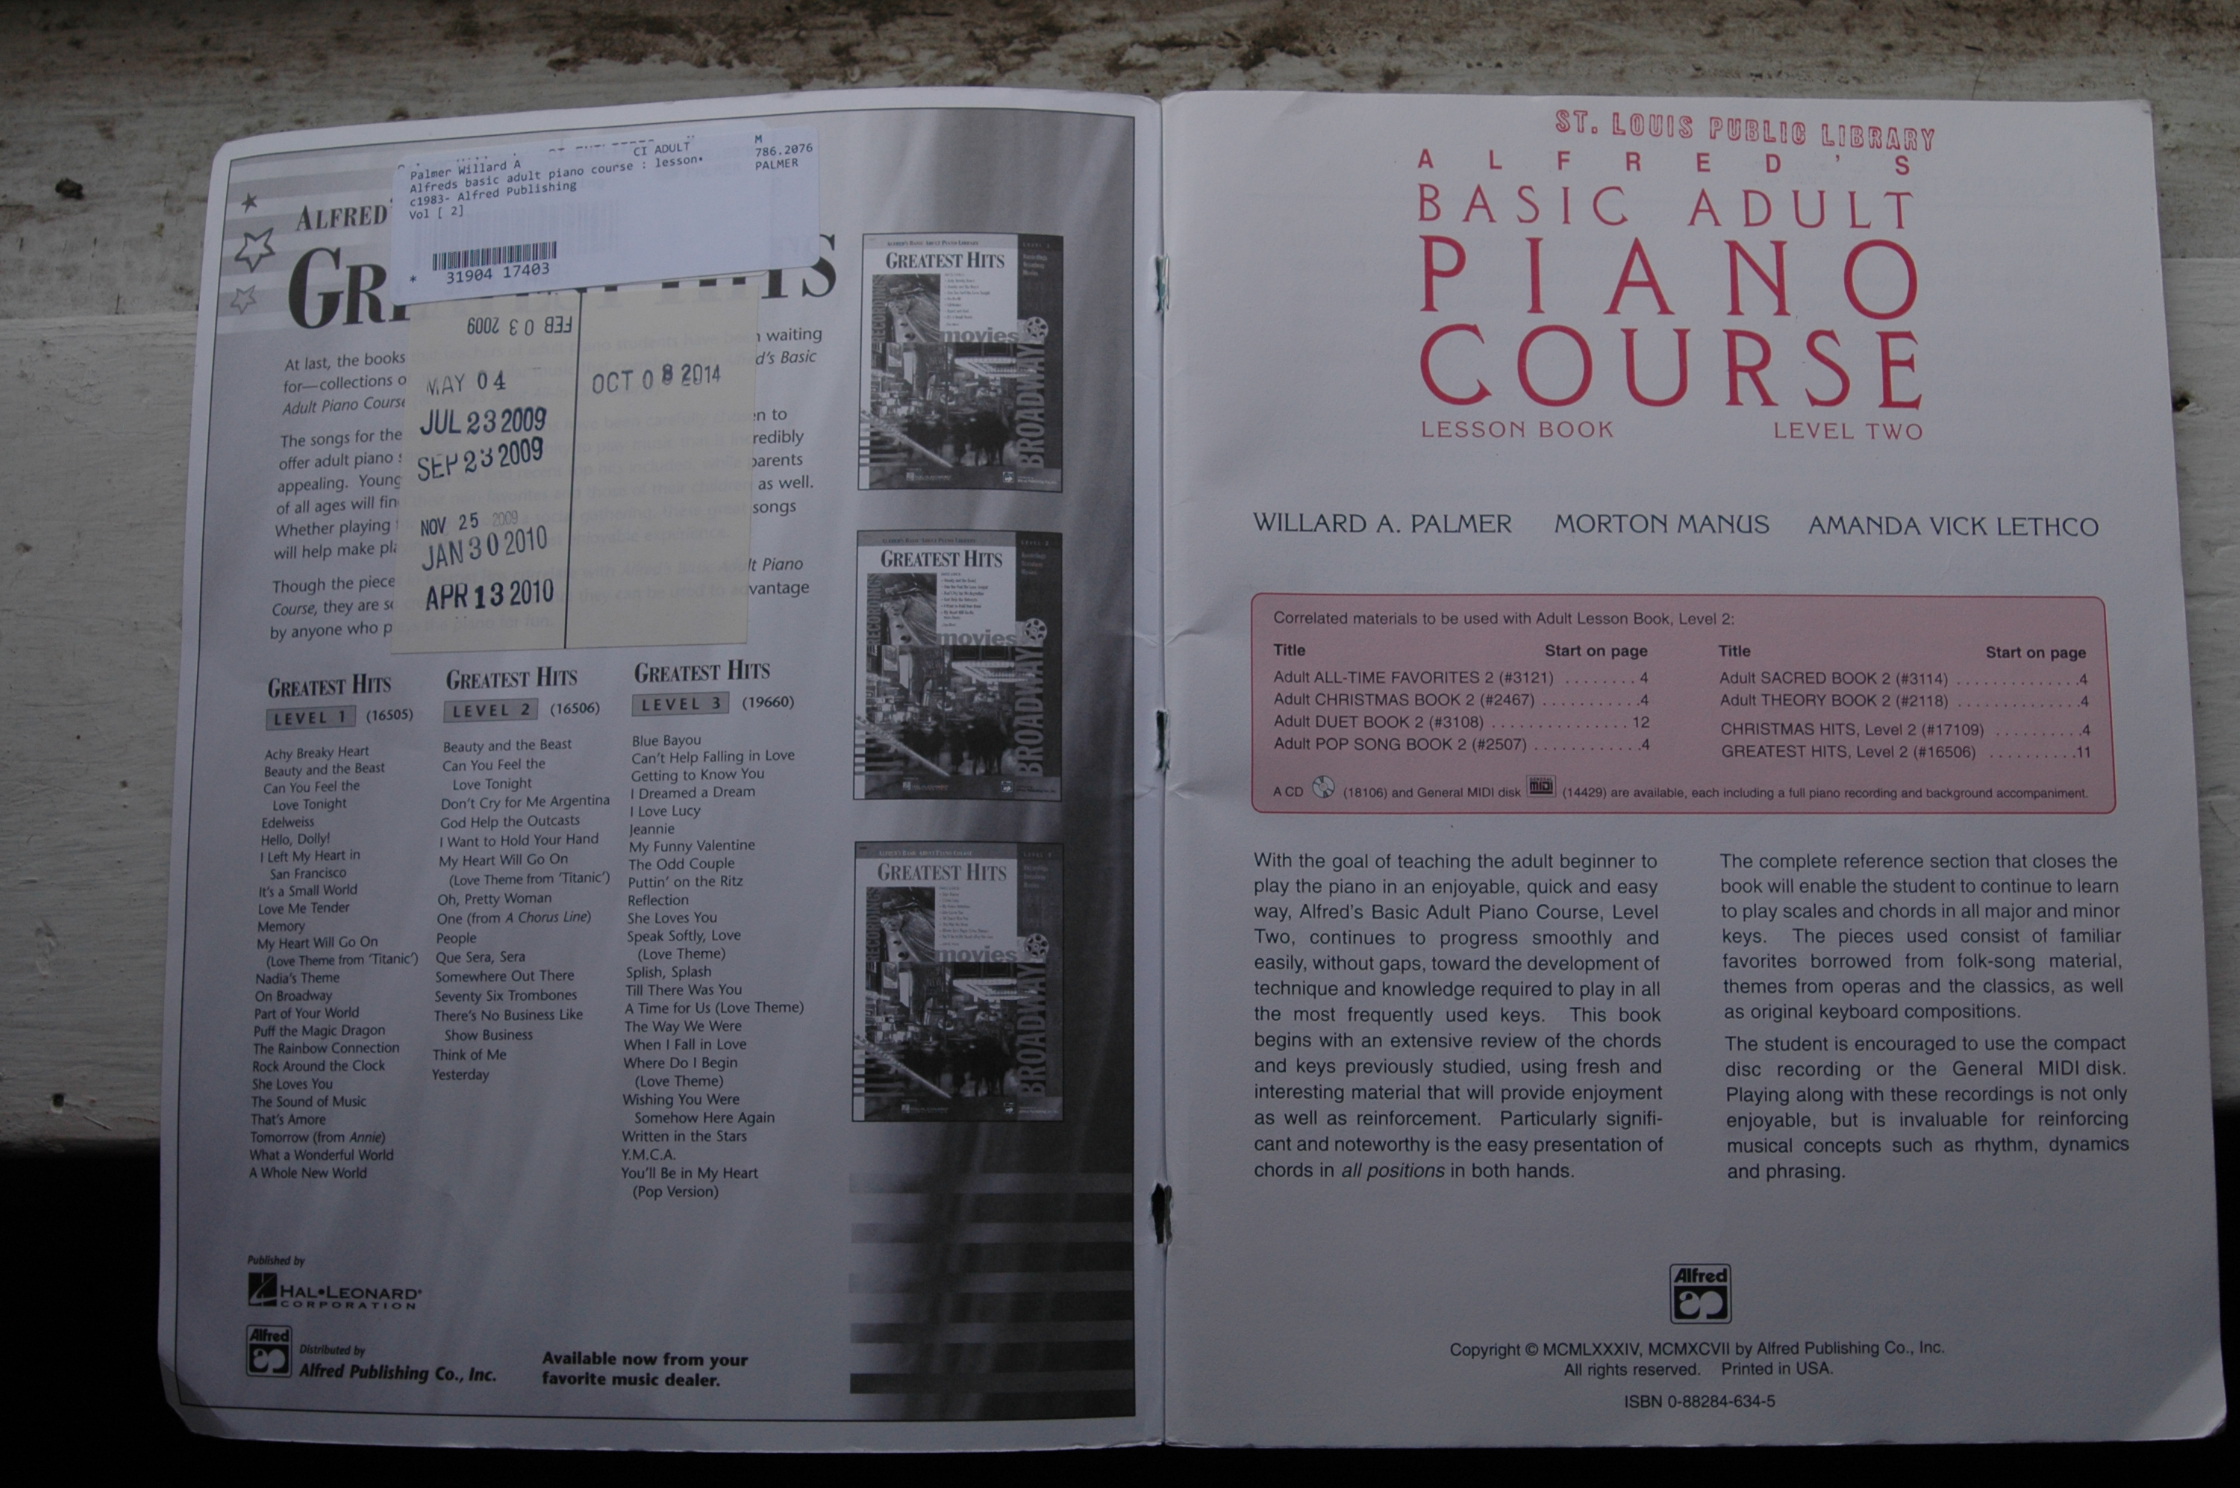 CI ADULT
M
Palmer Willard A
786.2076
Alfreds basic adult piano course : lesson•
PALMER
c1983- Alfred Publishing
Vol [ 2]
* 31904 17403
ALFRED'
FEB 03 2009
MAY 04
OCT 08 2014
JUL 23 2009
SEP 23 2009
NOV 25 2009
JAN 30 2010
APR 13 2010
At last, the books
waiting
for—collections
d's Basic
Adult Piano Course
The songs for the
n to
offer adult piano
redibly
appealing. Young
parents
of all ages will
as well.
Whether playing
songs
will help make
Though the piece
lt Piano
Course, they are
vantage
by anyone who
GREATEST HITS
LEVEL 1 (16505)
Achy Breaky Heart
Beauty and the Beast
Can You Feel the
Love Tonight
Edelweiss
Hello, Dolly!
I Left My Heart in
San Francisco
It's a Small World
Love Me Tender
Memory
My Heart Will Go On
(Love Theme from 'Titanic')
Nadia's Theme
On Broadway
Part of Your World
Puff the Magic Dragon
The Rainbow Connection
Rock Around the Clock
She Loves You
The Sound of Music
That's Amore
Tomorrow (from Annie)
What a Wonderful World
A Whole New World
GREATEST HITS
LEVEL 2 (16506)
Beauty and the Beast
Can You Feel the
Love Tonight
Don't Cry for Me Argentina
God Help the Outcasts
I Want to Hold Your Hand
My Heart Will Go On
(Love Theme from 'Titanic')
Oh, Pretty Woman
One (from A Chorus Line)
People
Que Sera, Sera
Somewhere Out There
Seventy Six Trombones
There's No Business Like
Show Business
Think of Me
Yesterday
GREATEST HITS
LEVEL 3 (19660)
Blue Bayou
Can't Help Falling in Love
Getting to Know You
I Dreamed a Dream
I Love Lucy
Jeannie
My Funny Valentine
The Odd Couple
Puttin' on the Ritz
Reflection
She Loves You
Speak Softly, Love
(Love Theme)
Splish, Splash
Till There Was You
A Time for Us (Love Theme)
The Way We Were
When I Fall in Love
Where Do I Begin
(Love Theme)
Wishing You Were
Somehow Here Again
Written in the Stars
Y.M.C.A.
You'll Be in My Heart
(Pop Version)
GREATEST HITS
RECORDINGS
movies
BROADWAY
GREATEST HITS
RECORDINGS
movies
BROADWAY
GREATEST HITS
RECORDINGS
movies
BROADWAY
Published by
HAL•LEONARD®
CORPORATION
Alfred
Distributed by
Alfred Publishing Co., Inc.
Available now from your
favorite music dealer.
ST. LOUIS PUBLIC LIBRARY
ALFRED'S
BASIC ADULT
PIANO
COURSE
LESSON BOOK LEVEL TWO
WILLARD A. PALMER MORTON MANUS AMANDA VICK LETHCO
Correlated materials to be used with Adult Lesson Book, Level 2:
Title Start on page
Adult ALL-TIME FAVORITES 2 (#3121) ........ 4
Adult CHRISTMAS BOOK 2 (#2467) ..........4
Adult DUET BOOK 2 (#3108) ............... 12
Adult POP SONG BOOK 2 (#2507) ...........4
Title Start on page
Adult SACRED BOOK 2 (#3114) ..............4
Adult THEORY BOOK 2 (#2118) .............4
CHRISTMAS HITS, Level 2 (#17109) ..........4
GREATEST HITS, Level 2 (#16506) ..........11
A CD (18106) and General MIDI disk (14429) are available, each including a full piano recording and background accompaniment.
With the goal of teaching the adult beginner to
play the piano in an enjoyable, quick and easy
way, Alfred's Basic Adult Piano Course, Level
Two, continues to progress smoothly and
easily, without gaps, toward the development of
technique and knowledge required to play in all
the most frequently used keys. This book
begins with an extensive review of the chords
and keys previously studied, using fresh and
interesting material that will provide enjoyment
as well as reinforcement. Particularly signifi-
cant and noteworthy is the easy presentation of
chords in all positions in both hands.
The complete reference section that closes the
book will enable the student to continue to learn
to play scales and chords in all major and minor
keys. The pieces used consist of familiar
favorites borrowed from folk-song material,
themes from operas and the classics, as well
as original keyboard compositions.
The student is encouraged to use the compact
disc recording or the General MIDI disk.
Playing along with these recordings is not only
enjoyable, but is invaluable for reinforcing
musical concepts such as rhythm, dynamics
and phrasing.
Alfred
Copyright © MCMLXXXIV, MCMXCVII by Alfred Publishing Co., Inc.
All rights reserved. Printed in USA.
ISBN 0-88284-634-5